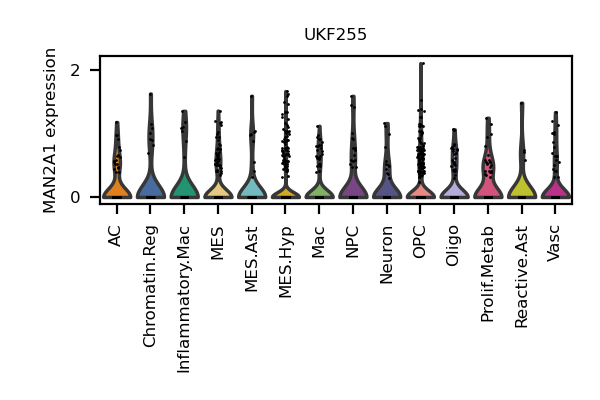 UKF255
MAN2A1 expression
2
0
AC
Chromatin.Reg
Inflammatory.Mac
MES
MES.Ast
MES.Hyp
Mac
NPC
Neuron
OPC
Oligo
Prolif.Metab
Reactive.Ast
Vasc